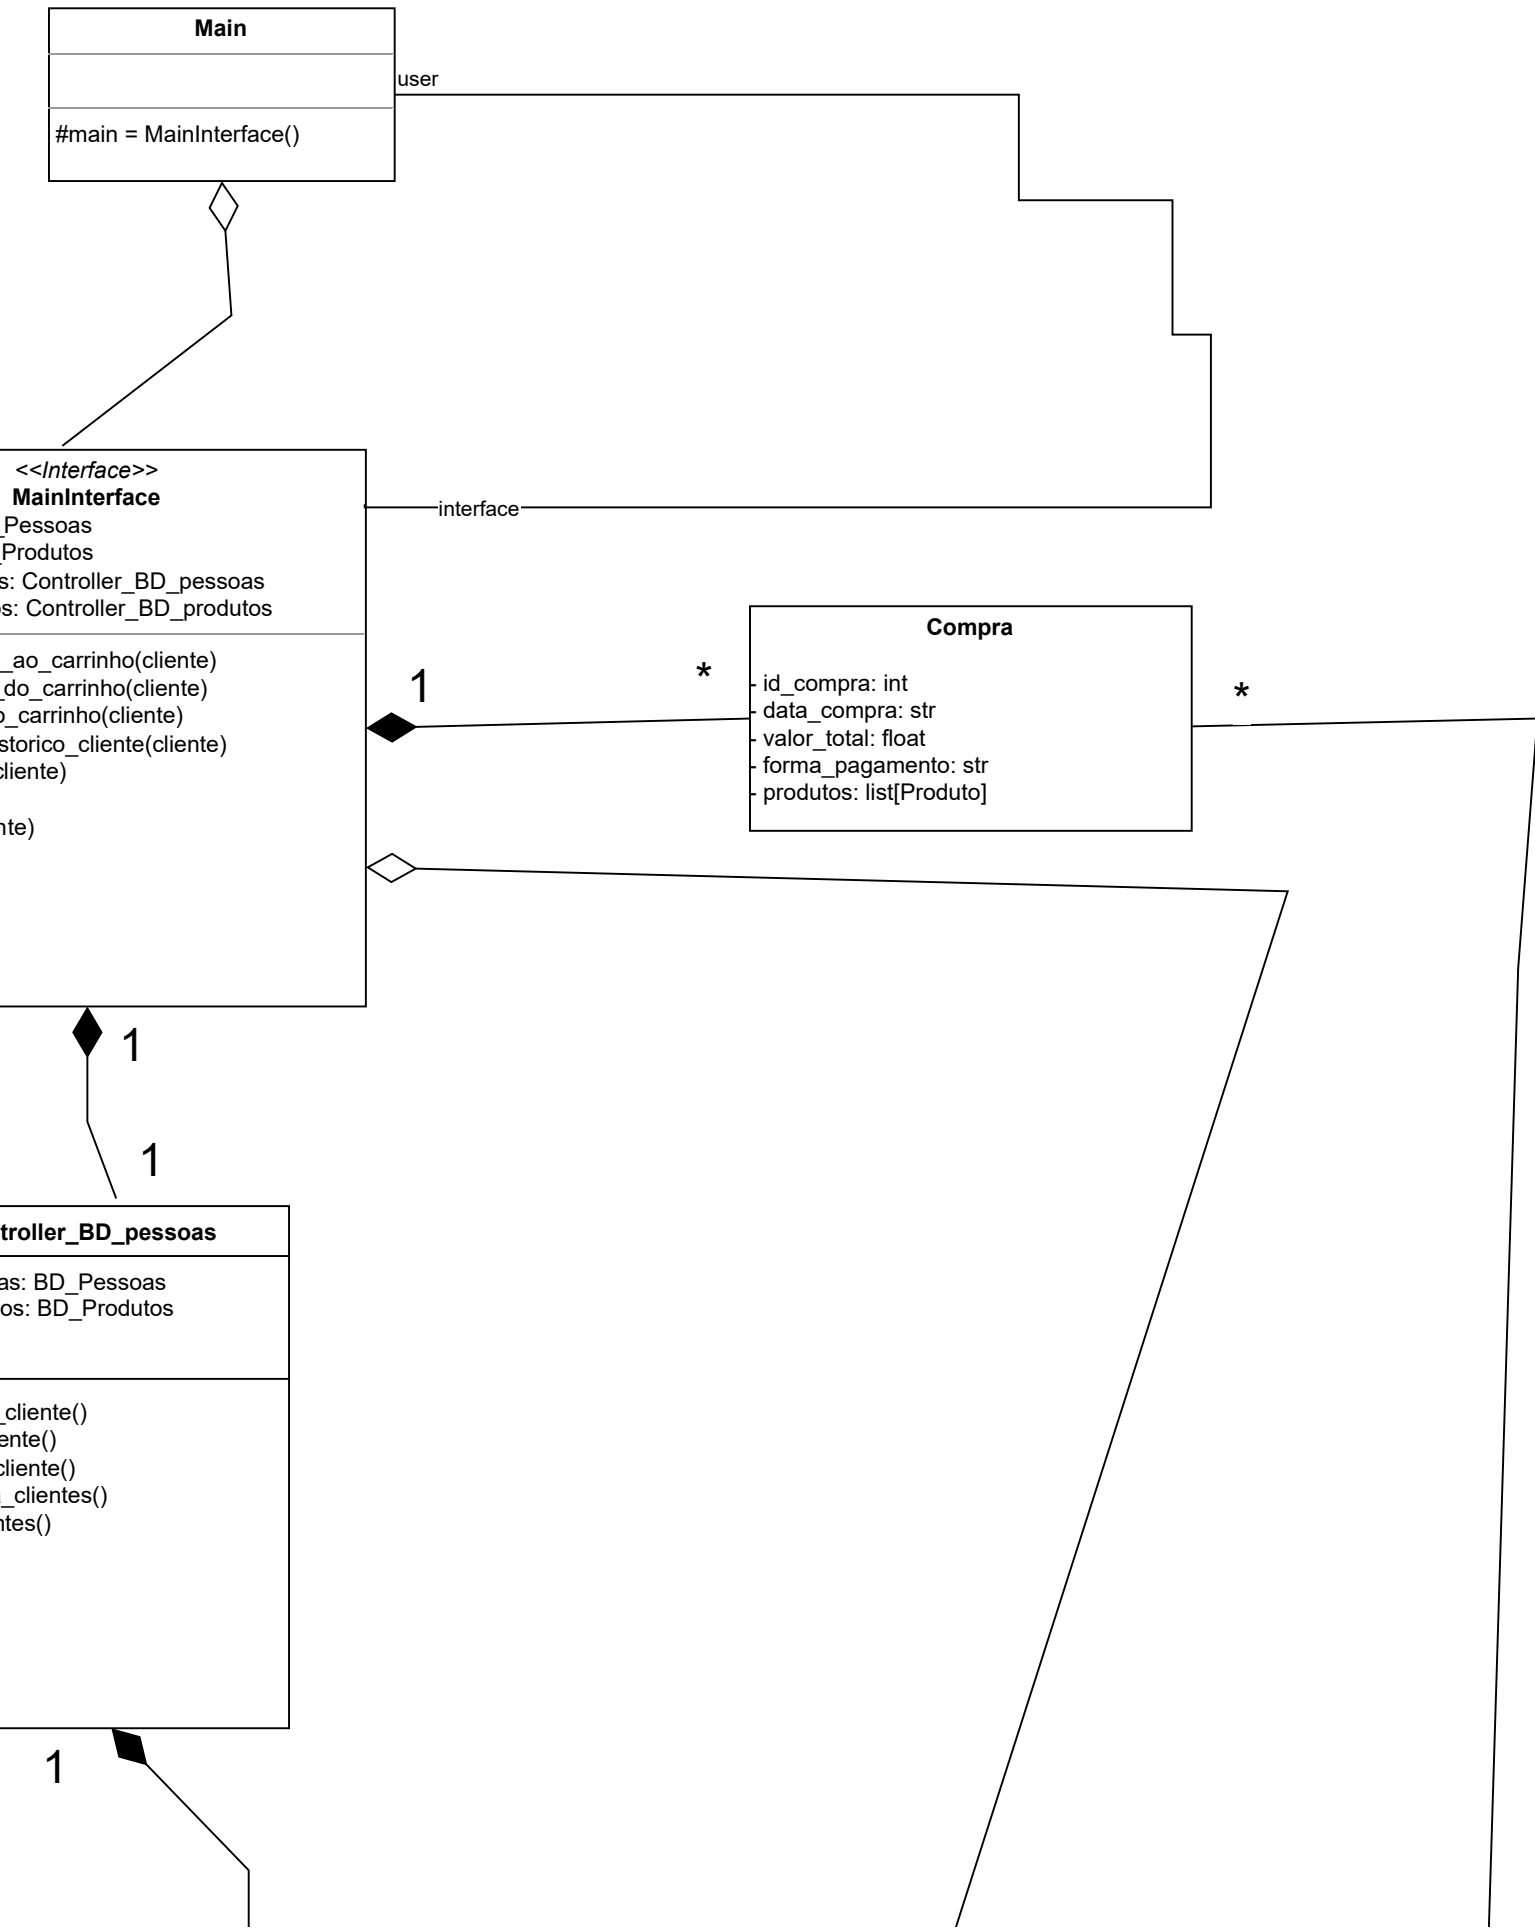 Main
user
#main = MainInterface()
<<Interface>>
MainInterface
_Pessoas
_Produtos
s: Controller_BD_pessoas
os: Controller_BD_produtos
interface
_ao_carrinho(cliente)
_do_carrinho(cliente)
o_carrinho(cliente)
storico_cliente(cliente)
cliente)
nte)
1
*
Compra
- id_compra: int
- data_compra: str
- valor_total: float
- forma_pagamento: str
- produtos: list[Produto]
*
1
1
troller_BD_pessoas
as: BD_Pessoas
os: BD_Produtos
_cliente()
ente()
cliente()
_clientes()
ntes()
1